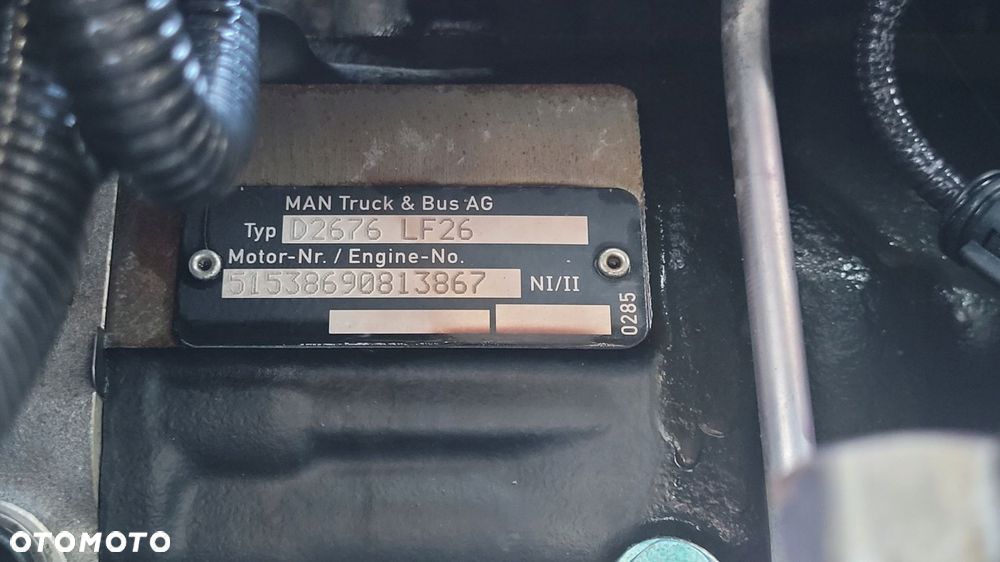 MAN Truck & Bus AG
Typ D2676 LF26
Motor-Nr. / Engine-No.
51538690813867 NI/II
0285
OTOMOTO